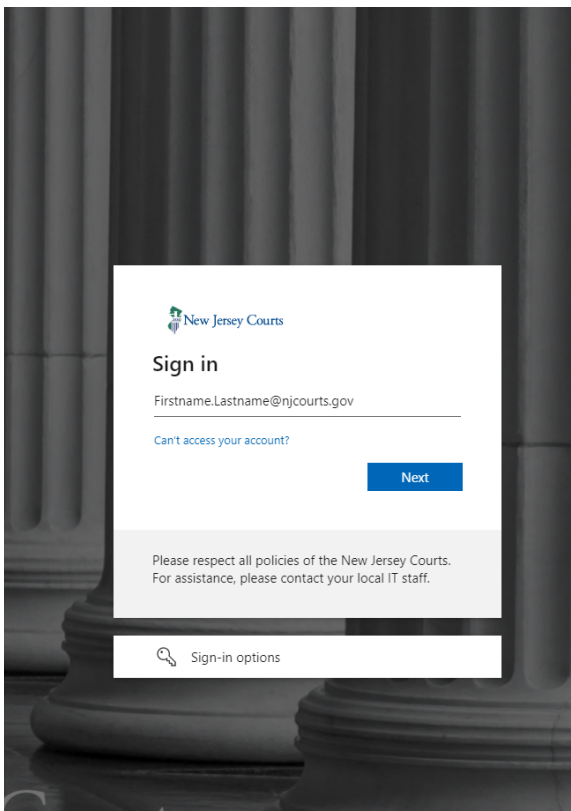 New Jersey Courts
Sign in
Firstname.Lastname@njcourts.gov
Can't access your account?
Next
Please respect all policies of the New Jersey Courts.
For assistance, please contact your local IT staff.
Sign-in options